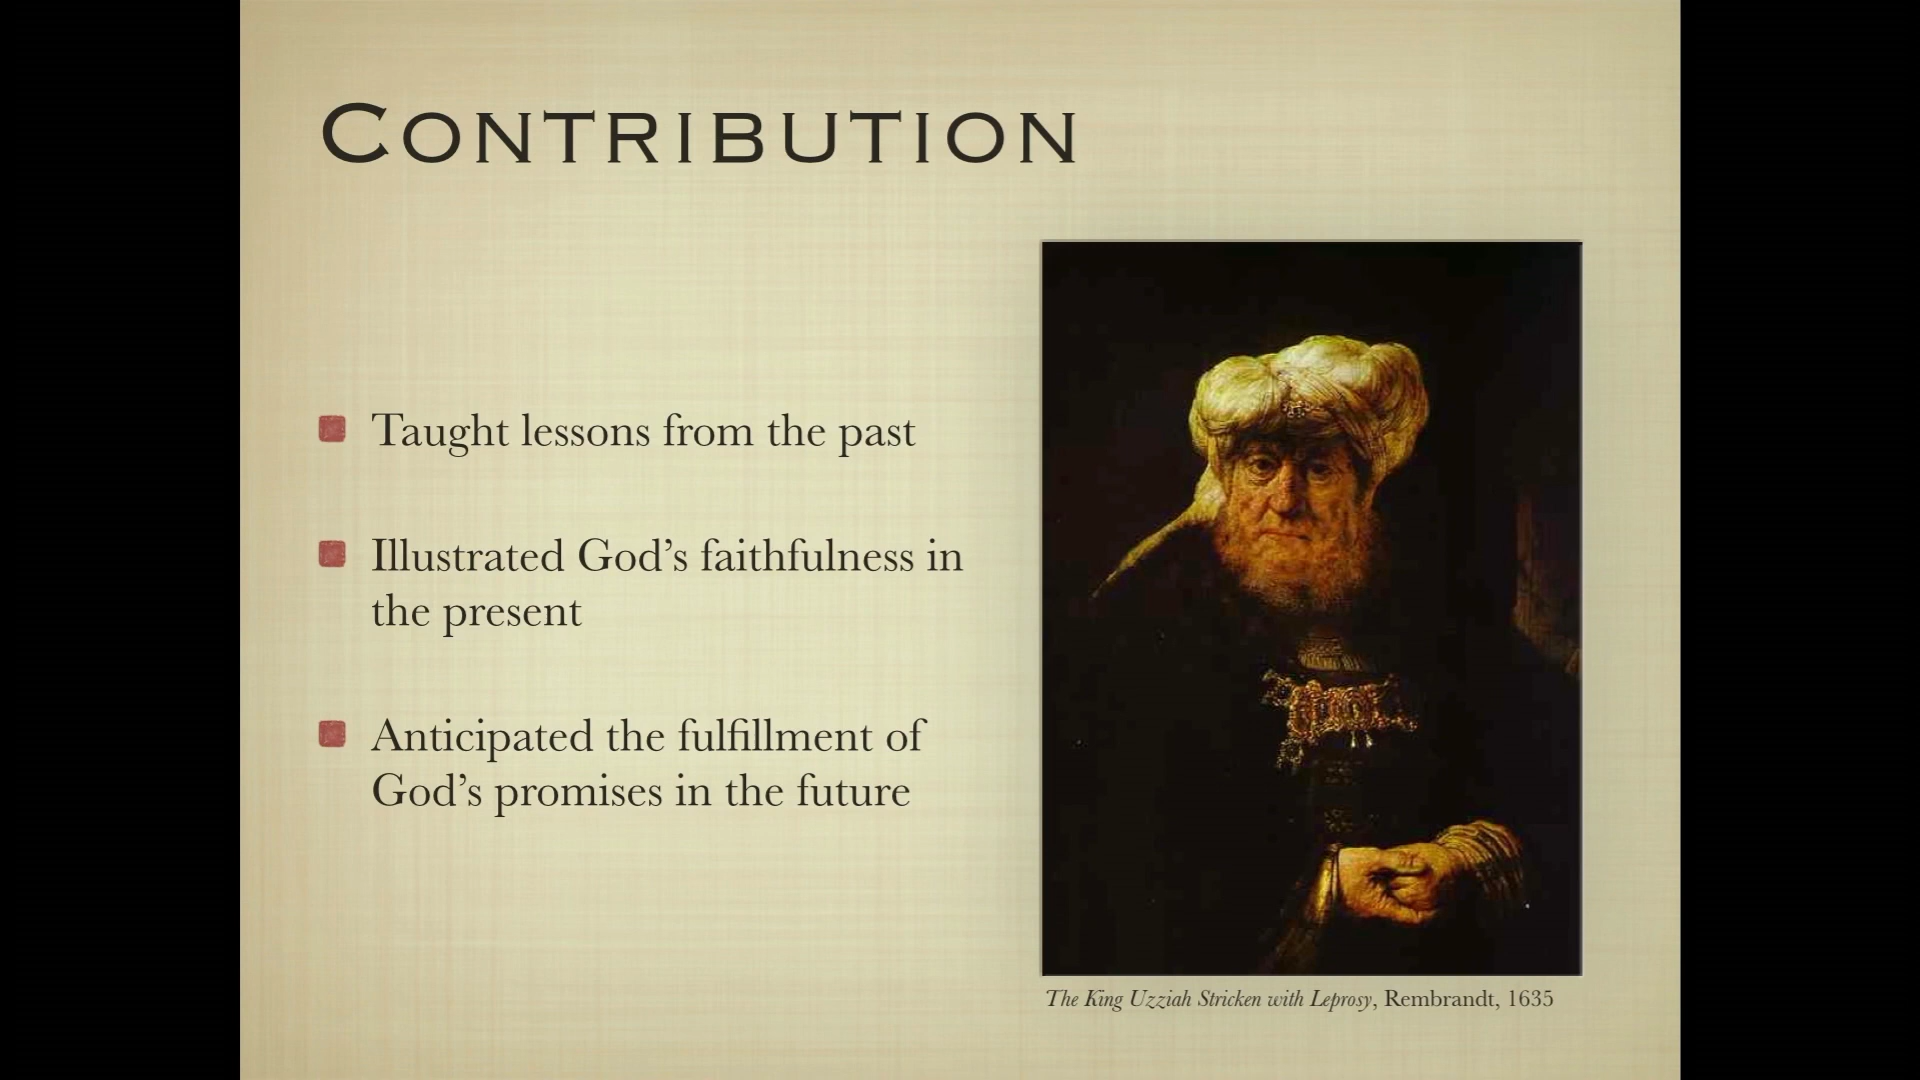 Contribution
Taught lessons from the past
Illustrated God’s faithfulness in
the present
Anticipated the fulfillment of
God’s promises in the future
The King Uzziah Stricken with Leprosy, Rembrandt, 1635